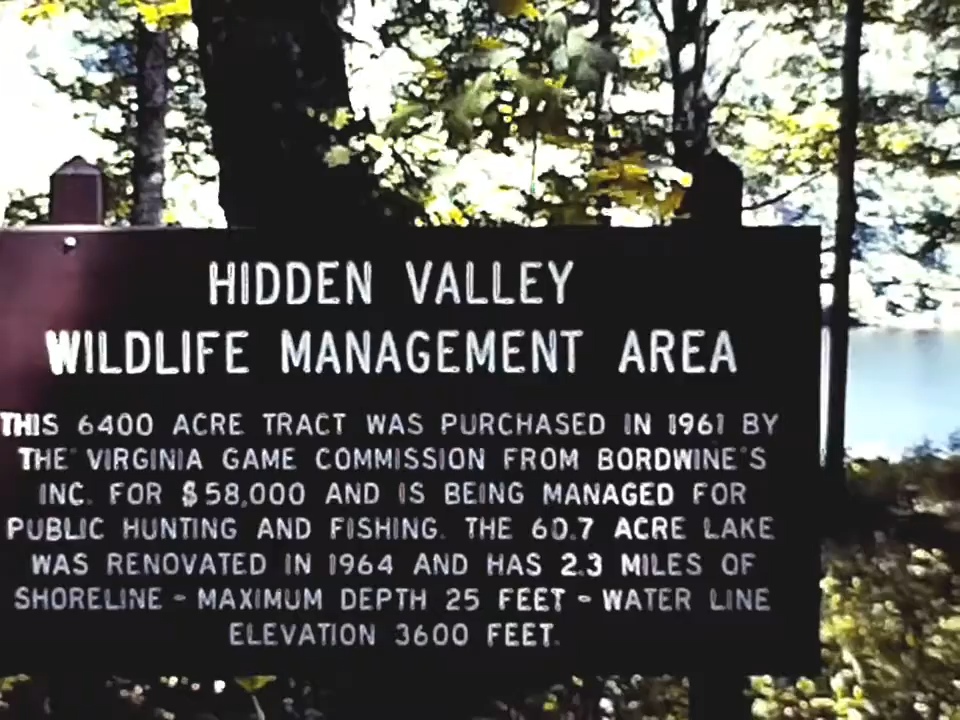 HIDDEN VALLEY
WILDLIFE MANAGEMENT AREA
THIS 6400 ACRE TRACT WAS PURCHASED IN 1961 BY
THE VIRGINIA GAME COMMISSION FROM BORDWINE'S
INC. FOR $58,000 AND IS BEING MANAGED FOR
PUBLIC HUNTING AND FISHING. THE 60.7 ACRE LAKE
WAS RENOVATED IN 1964 AND HAS 2.3 MILES OF
SHORELINE - MAXIMUM DEPTH 25 FEET - WATER LINE
ELEVATION 3600 FEET.